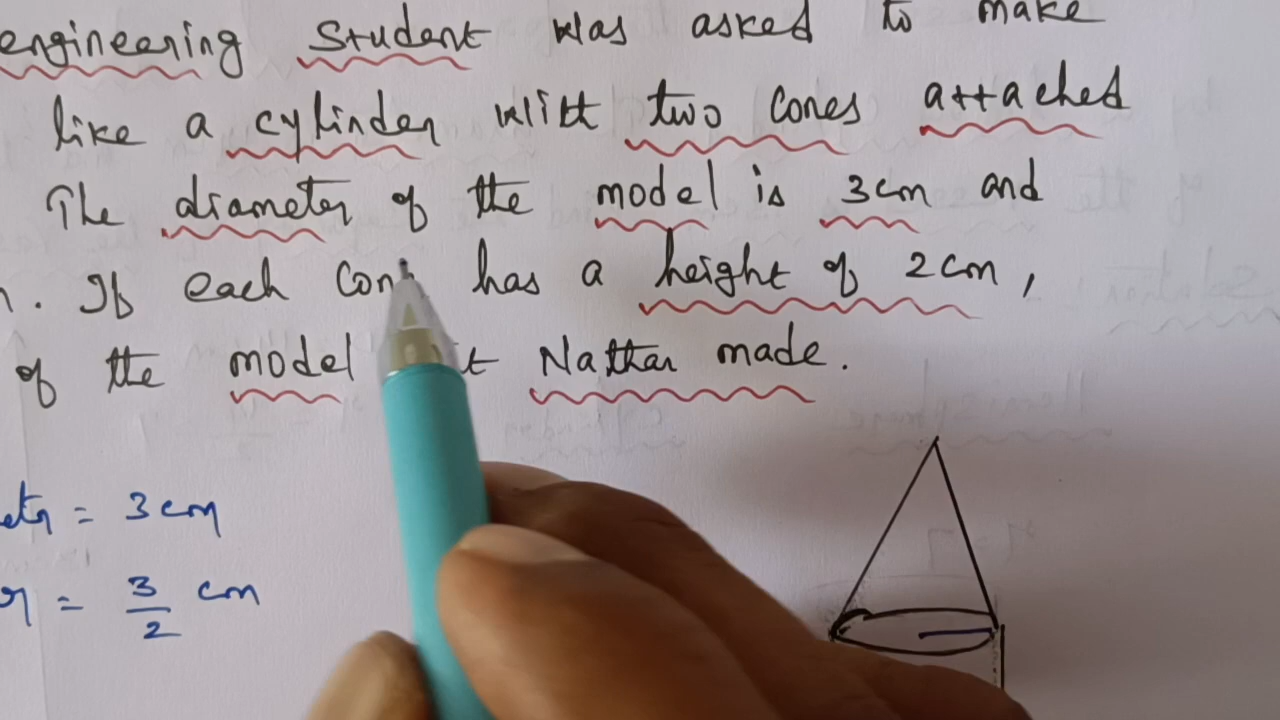 engineering Student was asked to make
like a cylinder with two cones attached
The diameter of the model is 3cm and
. If each con has a height of 2cm,
of the model Nathan made.
= 3cm
r = 3/2 cm